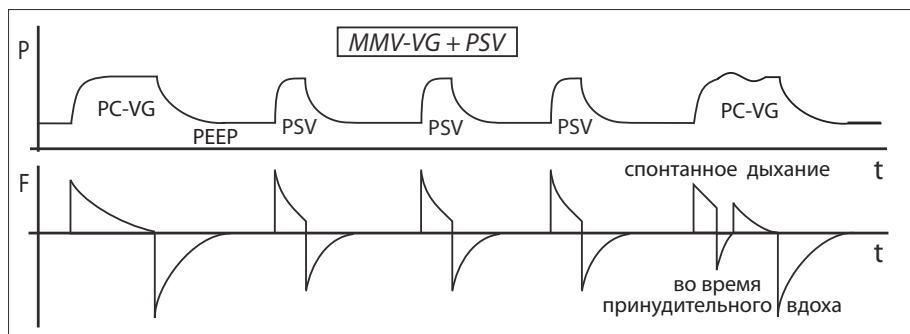 MMV-VG + PSV
P
PC-VG
PEEP
PSV
PSV
PSV
PC-VG
t
F
спонтанное дыхание
t
во время
принудительного вдоха